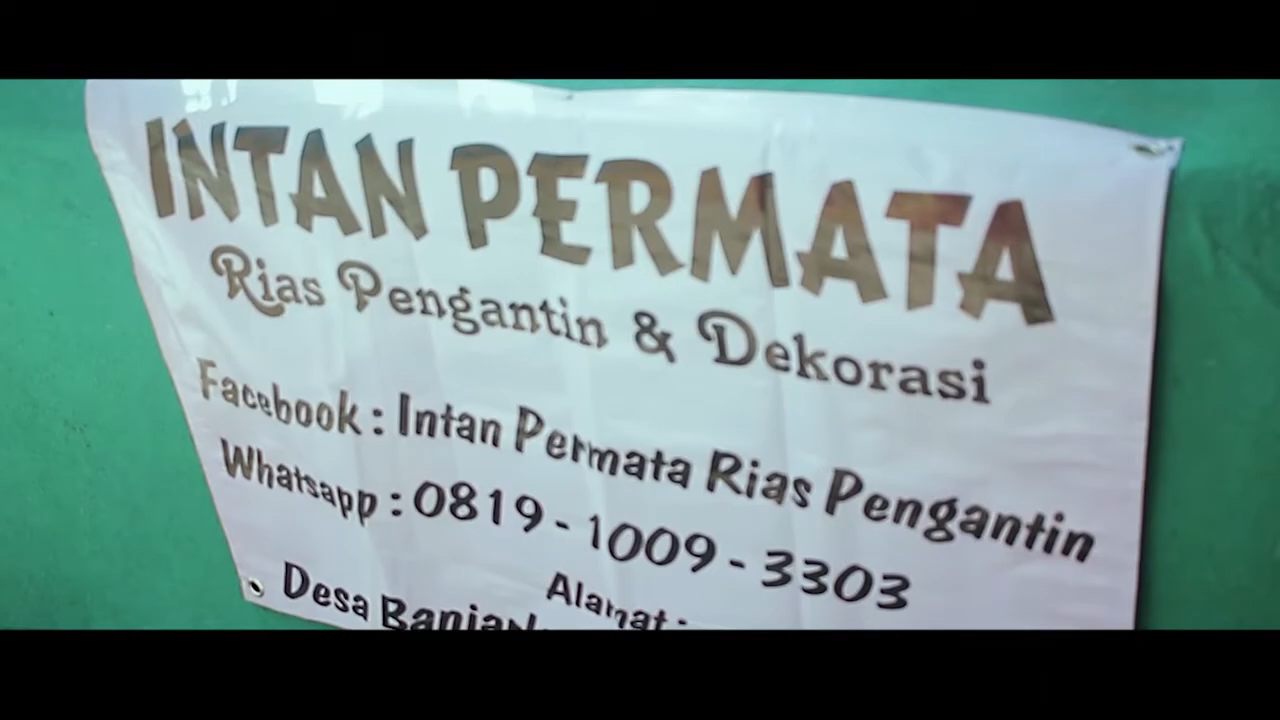 INTAN PERMATA
Rias Pengantin & Dekorasi
Facebook : Intan Permata Rias Pengantin
Whatsapp : 0819 - 1009 - 3303
Alamat :
Desa